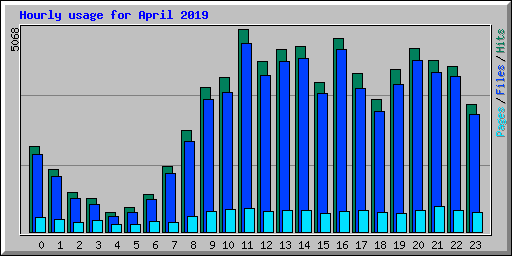 Hourly usage for April 2019
5068
Pages/Files/Hits
0 1 2 3 4 5 6 7 8 9 10 11 12 13 14 15 16 17 18 19 20 21 22 23